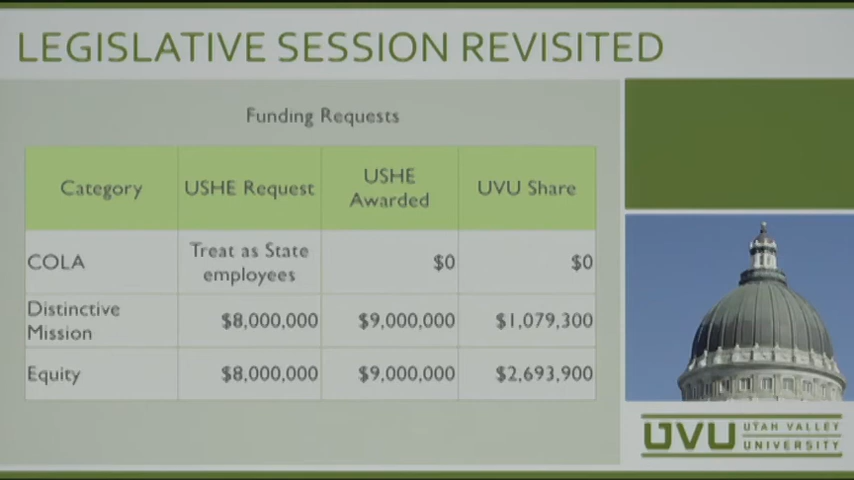 LEGISLATIVE SESSION REVISITED
Funding Requests
Category USHE Request USHE Awarded UVU Share
COLA Treat as State employees $0 $0
Distinctive Mission $8,000,000 $9,000,000 $1,079,300
Equity $8,000,000 $9,000,000 $2,693,900
UVU UTAH VALLEY
UNIVERSITY